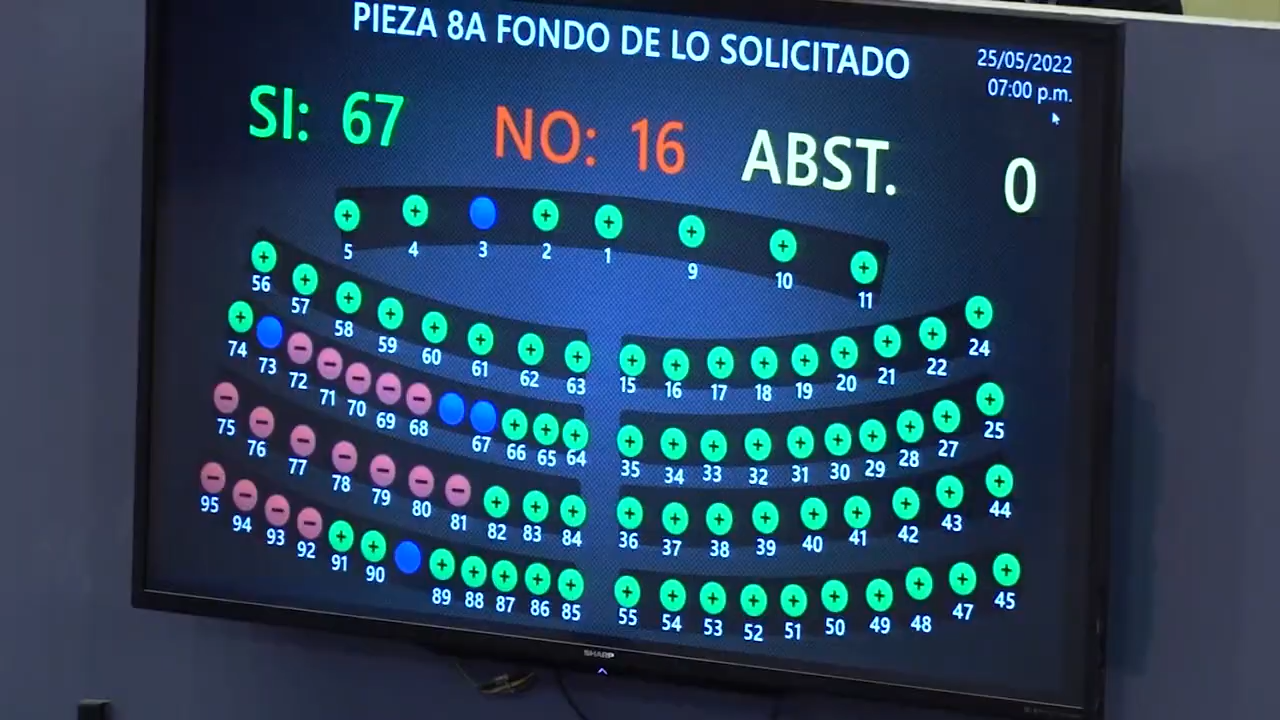 PIEZA 8A FONDO DE LO SOLICITADO
25/05/2022
07:00 p.m.
SI: 67 NO: 16 ABST. 0
5 4 3 2 1 9 10 11
56 57 58 59 60 61 62 63
15 16 17 18 19 20 21 22 24
74 73 72 71 70 69 68 67 66 65 64
35 34 33 32 31 30 29 28 27 25
75 76 77 78 79 80 81 82 83 84
36 37 38 39 40 41 42 43 44
95 94 93 92 91 90 89 88 87 86 85
55 54 53 52 51 50 49 48 47 45
SHARP